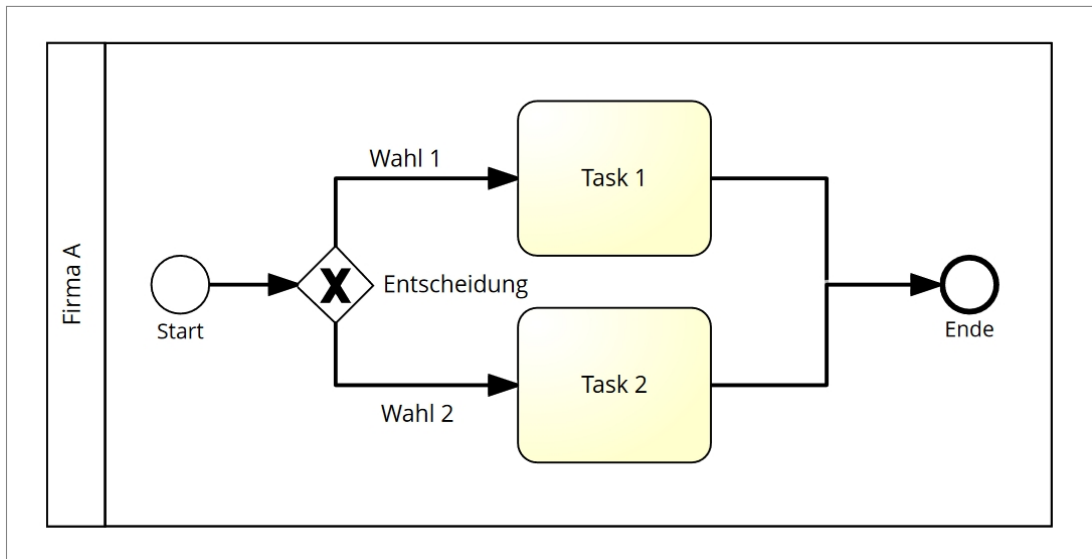 Firma A
Start
Entscheidung
Wahl 1
Task 1
Wahl 2
Task 2
Ende